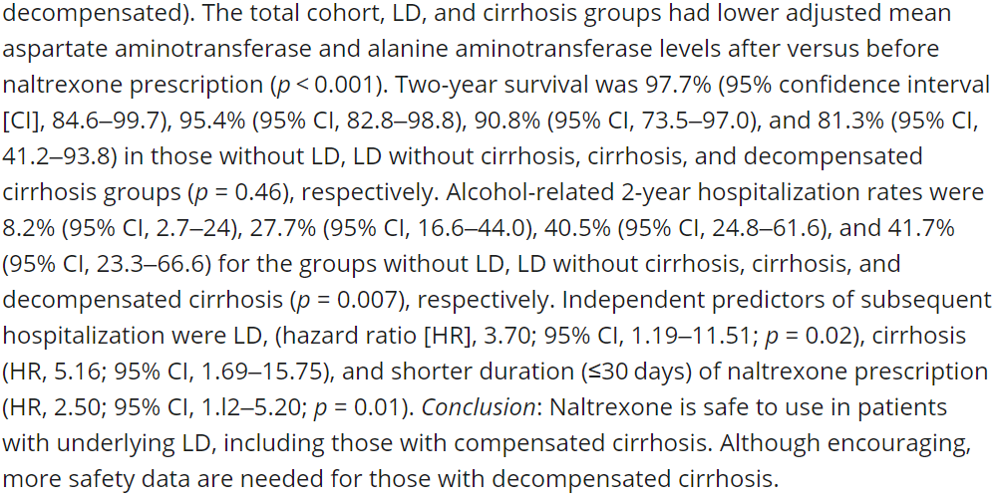 decompensated). The total cohort, LD, and cirrhosis groups had lower adjusted mean
aspartate aminotransferase and alanine aminotransferase levels after versus before
naltrexone prescription (p < 0.001). Two-year survival was 97.7% (95% confidence interval
[CI], 84.6–99.7), 95.4% (95% CI, 82.8–98.8), 90.8% (95% CI, 73.5–97.0), and 81.3% (95% CI,
41.2–93.8) in those without LD, LD without cirrhosis, cirrhosis, and decompensated
cirrhosis groups (p = 0.46), respectively. Alcohol-related 2-year hospitalization rates were
8.2% (95% CI, 2.7–24), 27.7% (95% CI, 16.6–44.0), 40.5% (95% CI, 24.8–61.6), and 41.7%
(95% CI, 23.3–66.6) for the groups without LD, LD without cirrhosis, cirrhosis, and
decompensated cirrhosis (p = 0.007), respectively. Independent predictors of subsequent
hospitalization were LD, (hazard ratio [HR], 3.70; 95% CI, 1.19–11.51; p = 0.02), cirrhosis
(HR, 5.16; 95% CI, 1.69–15.75), and shorter duration (≤30 days) of naltrexone prescription
(HR, 2.50; 95% CI, 1.l2–5.20; p = 0.01). Conclusion: Naltrexone is safe to use in patients
with underlying LD, including those with compensated cirrhosis. Although encouraging,
more safety data are needed for those with decompensated cirrhosis.